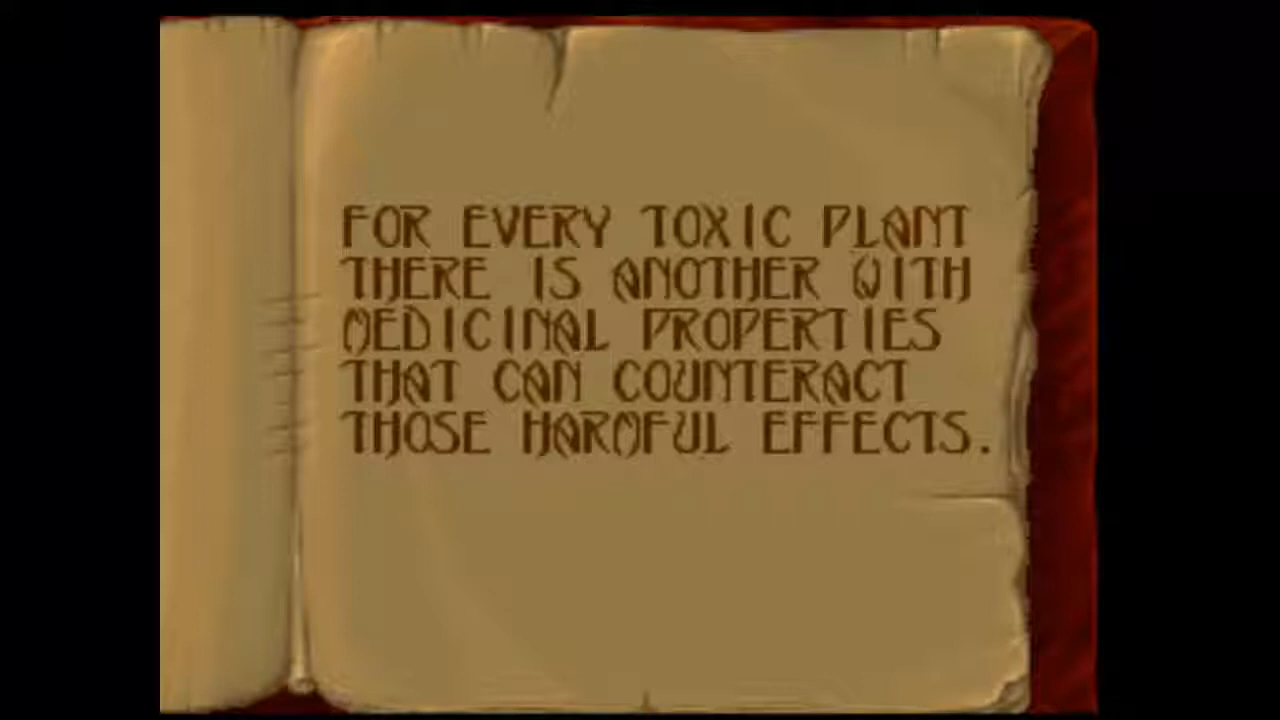 FOR EVERY TOXIC PLANT
THERE IS ANOTHER WITH
MEDICINAL PROPERTIES
THAT CAN COUNTERACT
THOSE HARMFUL EFFECTS.